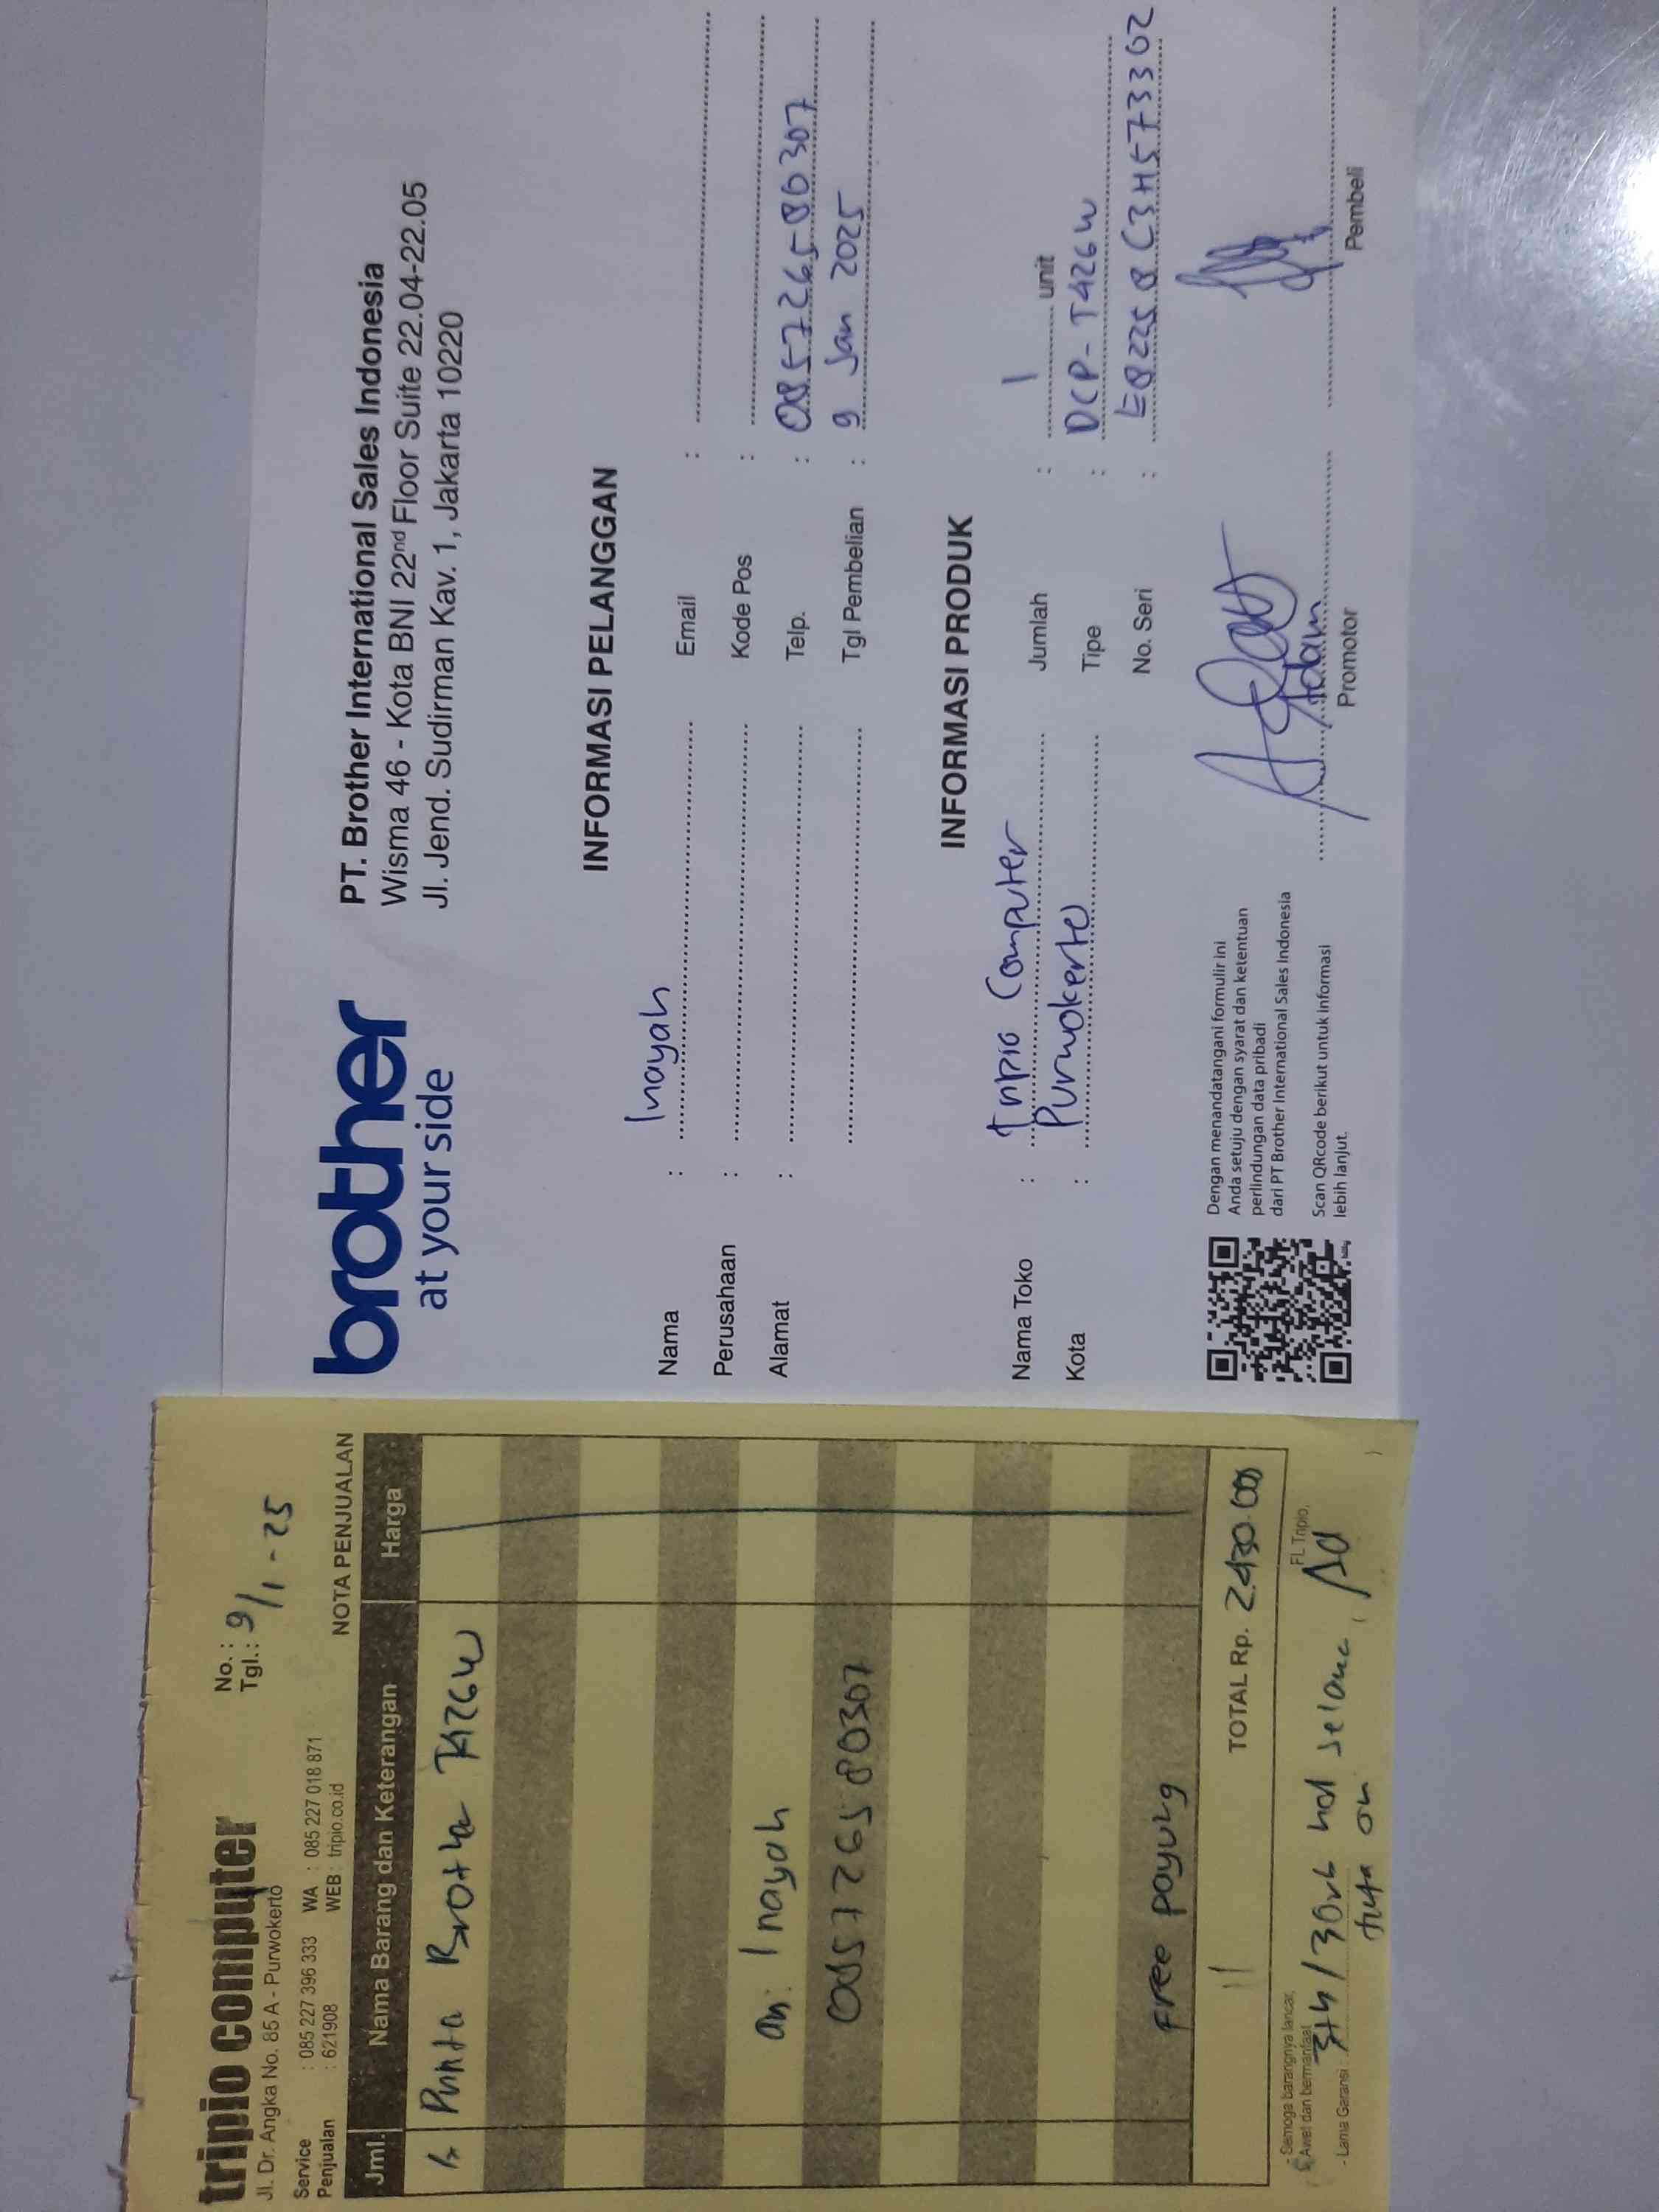 tripio computer
Jl. Dr. Angka No. 85 A - Purwokerto
Service : 085 227 396 333 WA : 085 227 018 871
Penjualan : 621908 WEB : tripio.co.id
No. :
Tgl. : 9/1-25
NOTA PENJUALAN
Jml. Nama Barang dan Keterangan Harga
Brother T426W
an. Inayah
085726580307
Free payung
TOTAL Rp. 2.430.000
- Semoga barangnya lancar,
Awet dan bermanfaat
- Lama Garansi : 3th / 30rb
FL Tripio,
brother
at your side
PT. Brother International Sales Indonesia
Wisma 46 - Kota BNI 22nd Floor Suite 22.04-22.05
Jl. Jend. Sudirman Kav. 1, Jakarta 10220
INFORMASI PELANGGAN
Nama : Inayah Email :
Perusahaan : Kode Pos :
Alamat : Telp. : 085726580307
Tgl Pembelian : 9 Jan 2025
INFORMASI PRODUK
Nama Toko : Tripio Computer Jumlah : 1 unit
Kota : Purwokerto Tipe : DCP-T426W
No. Seri : E82258C3H573302
Dengan menandatangani formulir ini
Anda setuju dengan syarat dan ketentuan
perlindungan data pribadi
dari PT Brother International Sales Indonesia
Scan QRcode berikut untuk informasi
lebih lanjut.
Adam
Promotor
Pembeli